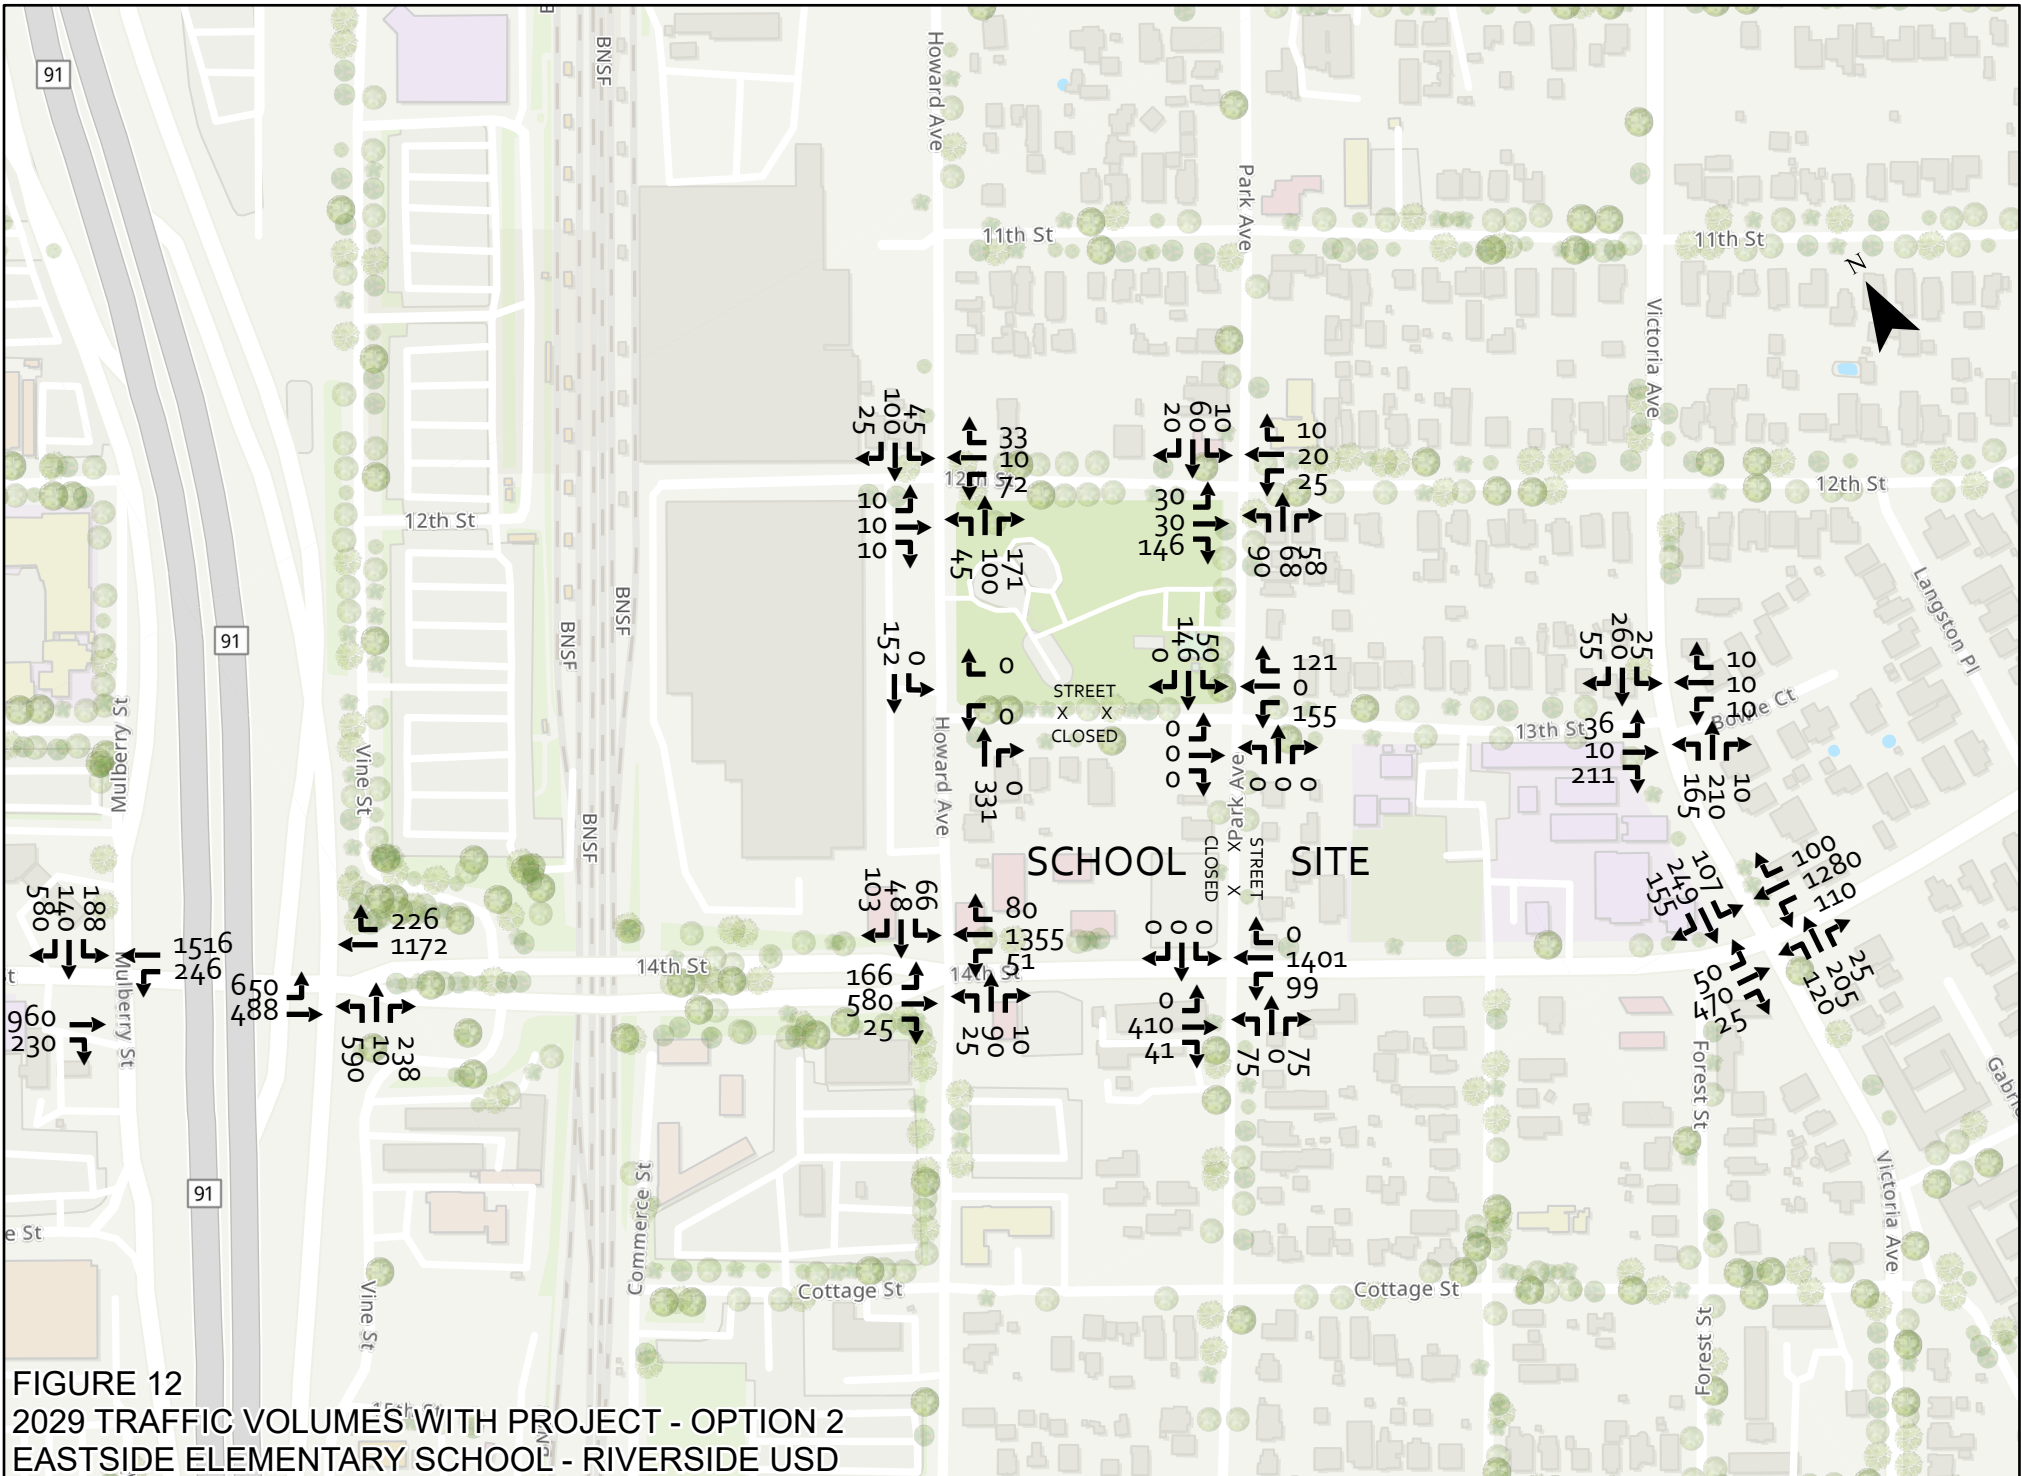 91
BNSF
Howard Ave
Park Ave
11th St
11th St
N
Victoria Ave
25
100
45
33
10
72
12th St
10
10
10
45
100
171
20
60
10
10
20
25
30
30
146
90
68
58
12th St
12th St
Langston Pl
91
BNSF
BNSF
152
0
0
0
331
0
STREET
X X
CLOSED
0
146
50
121
0
155
0
0
0
0
0
0
13th St
55
260
25
10
10
10
Bowie Ct
36
10
211
165
210
10
Mulberry St
Vine St
BNSF
Howard Ave
Park Ave
SCHOOL
CLOSED
X X
STREET
SITE
580
140
188
1516
246
960
230
Mulberry St
226
1172
650
488
590
10
238
14th St
103
48
66
80
1355
51
14th St
166
580
25
25
90
10
0
0
0
0
1401
99
0
410
41
75
0
75
155
249
107
100
1280
110
50
470
25
120
205
25
Forest St
Victoria Ave
91
e St
Vine St
Commerce St
Cottage St
Cottage St
Forest St
15th St
FIGURE 12
2029 TRAFFIC VOLUMES WITH PROJECT - OPTION 2
EASTSIDE ELEMENTARY SCHOOL - RIVERSIDE USD